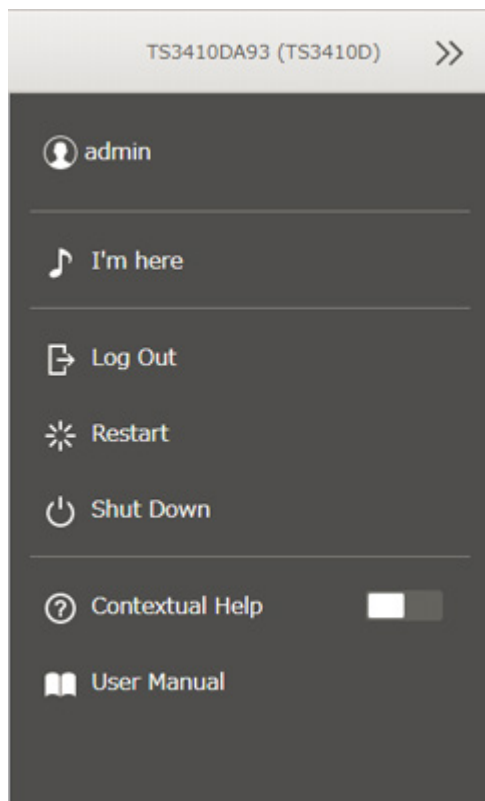 TS3410DA93 (TS3410D)
admin
I'm here
Log Out
Restart
Shut Down
Contextual Help
User Manual